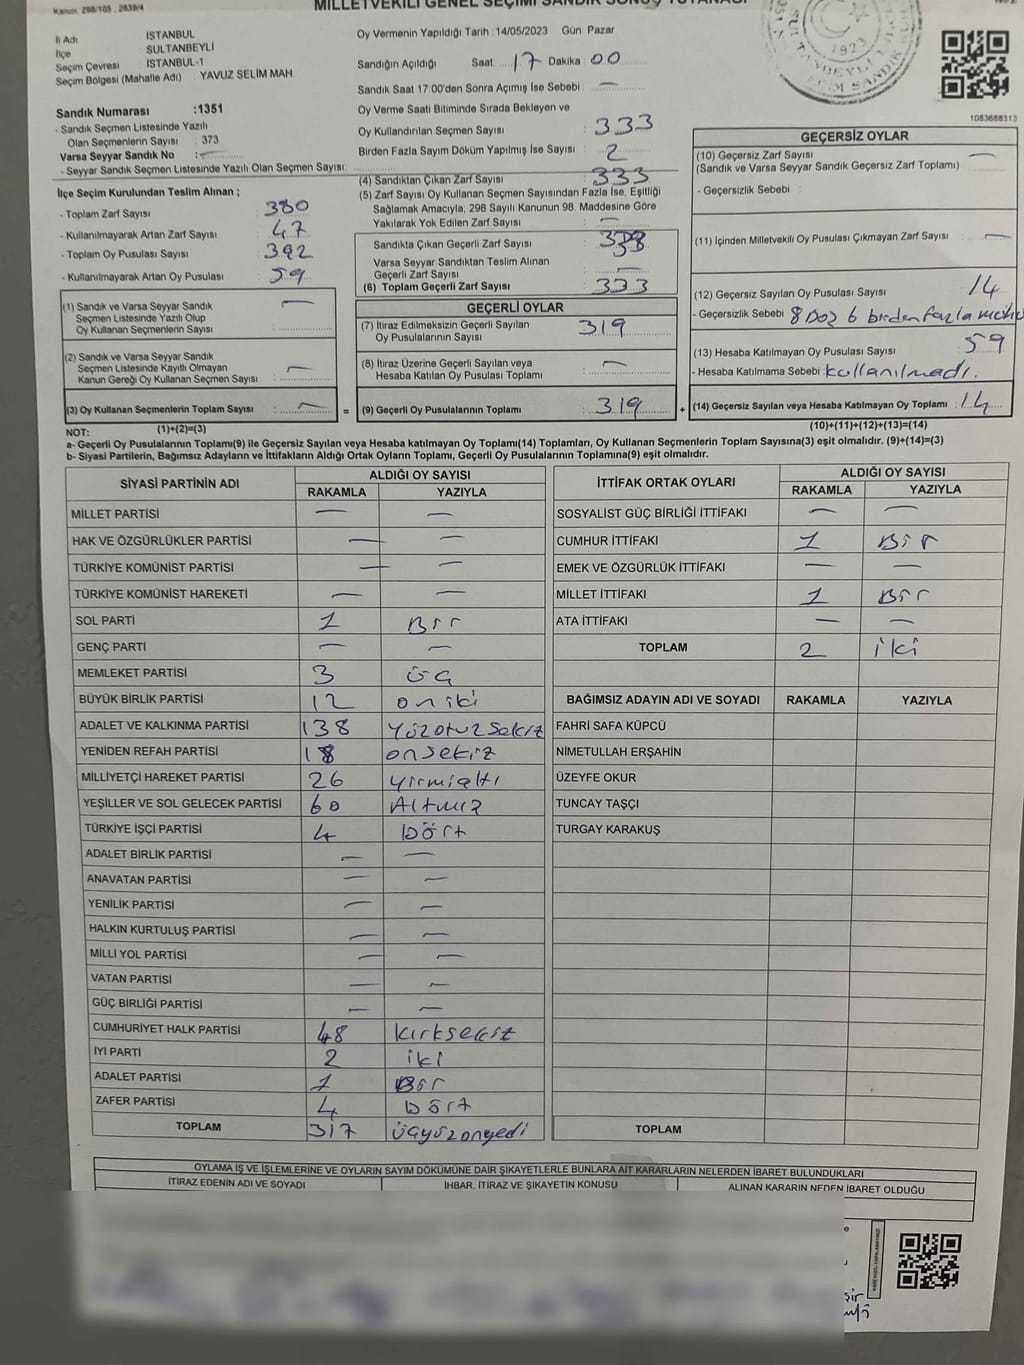 Kanun. 298/105 , 2839/4
MİLLETVEKİLİ GENEL SEÇİMİ SANDIK SONUÇ TUTANAĞI
İl Adı İSTANBUL
İlçe SULTANBEYLİ
Seçim Çevresi İSTANBUL-1
Seçim Bölgesi (Mahalle Adı) YAVUZ SELİM MAH
Sandık Numarası :1351
- Sandık Seçmen Listesinde Yazılı
Olan Seçmenlerin Sayısı : 373
Varsa Seyyar Sandık No : —
- Seyyar Sandık Seçmen Listesinde Yazılı Olan Seçmen Sayısı:
İlçe Seçim Kurulundan Teslim Alınan ;
- Toplam Zarf Sayısı : 380
- Kullanılmayarak Artan Zarf Sayısı : 47
- Toplam Oy Pusulası Sayısı : 392
- Kullanılmayarak Artan Oy Pusulası : 59
Oy Vermenin Yapıldığı Tarih : 14/05/2023 Gün: Pazar
Sandığın Açıldığı Saat 17 Dakika 00
Sandık Saat 17:00'den Sonra Açımış İse Sebebi : —
Oy Verme Saati Bitiminde Sırada Bekleyen ve
Oy Kullandırılan Seçmen Sayısı : 333
Birden Fazla Sayım Döküm Yapılmış İse Sayısı : 2
(4) Sandıktan Çıkan Zarf Sayısı : 333
(5) Zarf Sayısı Oy Kullanan Seçmen Sayısından Fazla İse, Eşitliği
Sağlamak Amacıyla, 298 Sayılı Kanunun 98. Maddesine Göre
Yakılarak Yok Edilen Zarf Sayısı : —
Sandıkta Çıkan Geçerli Zarf Sayısı :
Varsa Seyyar Sandıktan Teslim Alınan
Geçerli Zarf Sayısı : —
(6) Toplam Geçerli Zarf Sayısı : 333
1923
1083688313
GEÇERSİZ OYLAR
(10) Geçersiz Zarf Sayısı : —
(Sandık ve Varsa Seyyar Sandık Geçersiz Zarf Toplamı)
- Geçersizlik Sebebi :
(11) İçinden Milletvekili Oy Pusulası Çıkmayan Zarf Sayısı : —
(12) Geçersiz Sayılan Oy Pusulası Sayısı : 14
- Geçersizlik Sebebi 8 Boş 6 birden fazla mühür
(13) Hesaba Katılmayan Oy Pusulası Sayısı : 59
- Hesaba Katılmama Sebebi : kullanılmadı.
(14) Geçersiz Sayılan veya Hesaba Katılmayan Oy Toplamı : 14
(10)+(11)+(12)+(13)=(14)
(1) Sandık ve Varsa Seyyar Sandık
Seçmen Listesinde Yazılı Olup
Oy Kullanan Seçmenlerin Sayısı : —
(2) Sandık ve Varsa Seyyar Sandık
Seçmen Listesinde Kayıtlı Olmayan
Kanun Gereği Oy Kullanan Seçmen Sayısı : —
(3) Oy Kullanan Seçmenlerin Toplam Sayısı : —
(1)+(2)=(3)
GEÇERLİ OYLAR
(7) İtiraz Edilmeksizin Geçerli Sayılan
Oy Pusulalarının Sayısı : 319
(8) İtiraz Üzerine Geçerli Sayılan veya
Hesaba Katılan Oy Pusulası Toplamı : —
= (9) Geçerli Oy Pusulalarının Toplamı : 319 +
NOT:
a- Geçerli Oy Pusulalarının Toplamı(9) ile Geçersiz Sayılan veya Hesaba katılmayan Oy Toplamı(14) Toplamları, Oy Kullanan Seçmenlerin Toplam Sayısına(3) eşit olmalıdır. (9)+(14)=(3)
b- Siyasi Partilerin, Bağımsız Adayların ve İttifakların Aldığı Ortak Oyların Toplamı, Geçerli Oy Pusulalarının Toplamına(9) eşit olmalıdır.
SİYASİ PARTİNİN ADI ALDIĞI OY SAYISI
RAKAMLA YAZIYLA
MİLLET PARTİSİ — —
HAK VE ÖZGÜRLÜKLER PARTİSİ — —
TÜRKİYE KOMÜNİST PARTİSİ — —
TÜRKİYE KOMÜNİST HAREKETİ — —
SOL PARTİ 1 Bir
GENÇ PARTİ — —
MEMLEKET PARTİSİ 3 üç
BÜYÜK BİRLİK PARTİSİ 12 oniki
ADALET VE KALKINMA PARTİSİ 138 Yüzotuzsekiz
YENİDEN REFAH PARTİSİ 18 onsekiz
MİLLİYETÇİ HAREKET PARTİSİ 26 yirmialtı
YEŞİLLER VE SOL GELECEK PARTİSİ 60 Altmış
TÜRKİYE İŞÇİ PARTİSİ 4 Dört
ADALET BİRLİK PARTİSİ — —
ANAVATAN PARTİSİ — —
YENİLİK PARTİSİ — —
HALKIN KURTULUŞ PARTİSİ — —
MİLLİ YOL PARTİSİ — —
VATAN PARTİSİ — —
GÜÇ BİRLİĞİ PARTİSİ — —
CUMHURİYET HALK PARTİSİ 48 kırksekiz
İYİ PARTİ 2 iki
ADALET PARTİSİ 1 Bir
ZAFER PARTİSİ 4 Dört
TOPLAM 317 üçyüzonyedi
İTTİFAK ORTAK OYLARI ALDIĞI OY SAYISI
RAKAMLA YAZIYLA
SOSYALİST GÜÇ BİRLİĞİ İTTİFAKI — —
CUMHUR İTTİFAKI 1 Bir
EMEK VE ÖZGÜRLÜK İTTİFAKI — —
MİLLET İTTİFAKI 1 Bir
ATA İTTİFAKI — —
TOPLAM 2 iki
BAĞIMSIZ ADAYIN ADI VE SOYADI RAKAMLA YAZIYLA
FAHRİ SAFA KÜPCÜ
NİMETULLAH ERŞAHİN
ÜZEYFE OKUR
TUNCAY TAŞÇI
TURGAY KARAKUŞ
TOPLAM
OYLAMA İŞ VE İŞLEMLERİNE VE OYLARIN SAYIM DÖKÜMÜNE DAİR ŞİKAYETLERLE BUNLARA AİT KARARLARIN NELERDEN İBARET BULUNDUKLARI
İTİRAZ EDENİN ADI VE SOYADI İHBAR, İTİRAZ VE ŞİKAYETİN KONUSU ALINAN KARARIN NEDEN İBARET OLDUĞU